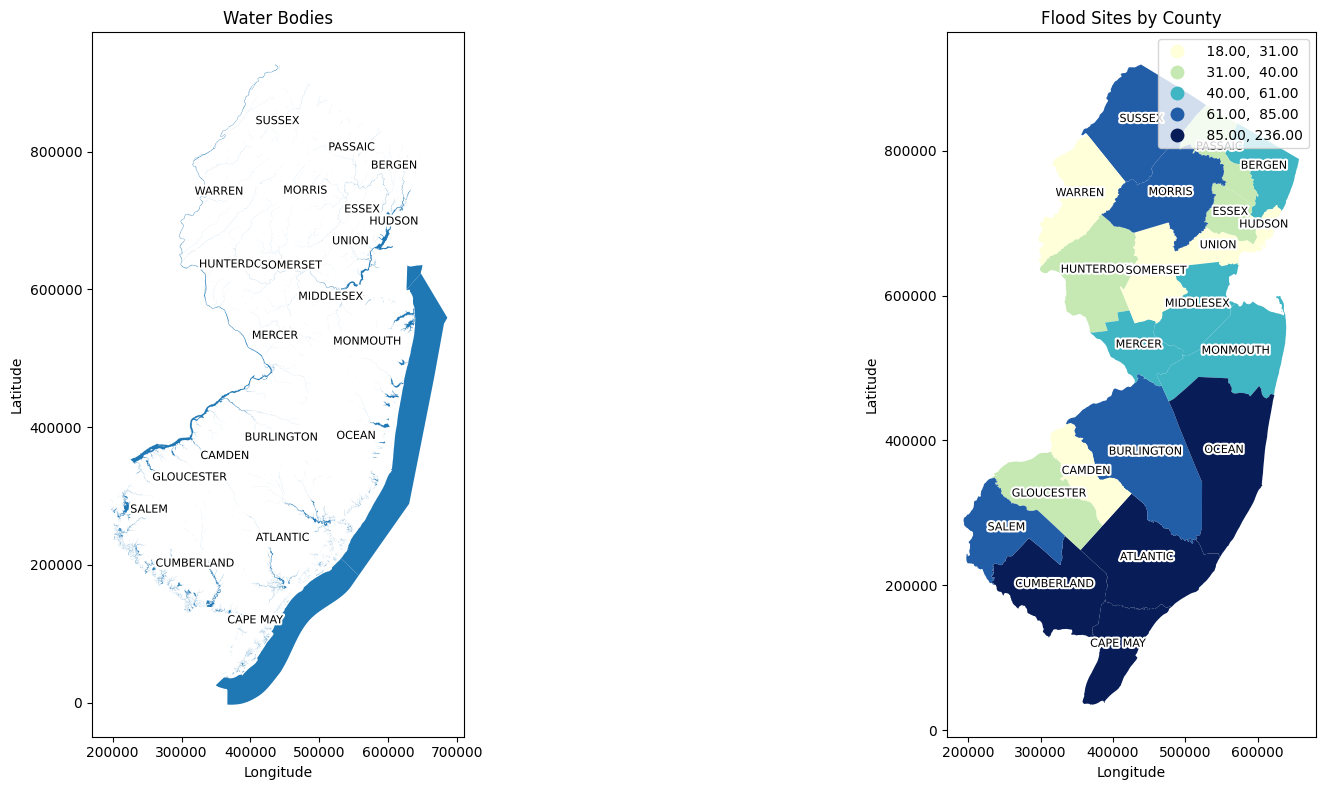 Water Bodies
SUSSEX
PASSAIC
BERGEN
WARREN
MORRIS
ESSEX
HUDSON
UNION
HUNTERDO
SOMERSET
MIDDLESEX
MERCER
MONMOUTH
BURLINGTON
OCEAN
CAMDEN
GLOUCESTER
SALEM
ATLANTIC
CUMBERLAND
CAPE MAY
800000
600000
400000
200000
0
Latitude
200000 300000 400000 500000 600000 700000
Longitude
Flood Sites by County
18.00, 31.00
31.00, 40.00
40.00, 61.00
61.00, 85.00
85.00, 236.00
SUSSEX
PASSAIC
BERGEN
WARREN
MORRIS
ESSEX
HUDSON
UNION
HUNTERDO
SOMERSET
MIDDLESEX
MERCER
MONMOUTH
BURLINGTON
OCEAN
CAMDEN
GLOUCESTER
SALEM
ATLANTIC
CUMBERLAND
CAPE MAY
800000
600000
400000
200000
0
Latitude
200000 300000 400000 500000 600000
Longitude